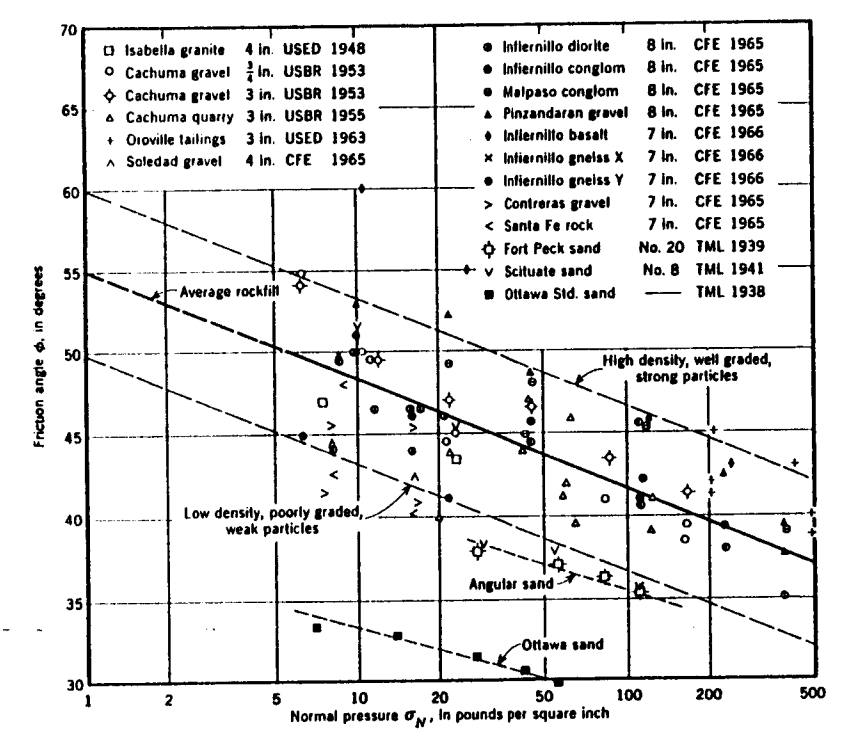 70
65
60
55
50
45
40
35
30
Friction angle ϕ, in degrees
Isabella granite 4 in. USED 1948
Cachuma gravel 3/4 in. USBR 1953
Cachuma gravel 3 in. USBR 1953
Cachuma quarry 3 in. USBR 1955
Oroville tailings 3 in. USED 1963
Soledad gravel 4 in. CFE 1965
Infiernillo diorite 8 in. CFE 1965
Infiernillo conglom 8 in. CFE 1965
Malpaso conglom 8 in. CFE 1965
Pinzandaran gravel 8 in. CFE 1965
Infiernillo basalt 7 in. CFE 1966
Infiernillo gneiss X 7 in. CFE 1966
Infiernillo gneiss Y 7 in. CFE 1966
Contreras gravel 7 in. CFE 1965
Santa Fe rock 7 in. CFE 1965
Fort Peck sand No. 20 TML 1939
Scituate sand No. 8 TML 1941
Ottawa Std. sand —— TML 1938
Average rockfill
High density, well graded,
strong particles
Low density, poorly graded,
weak particles
Angular sand
Ottawa sand
1 2 5 10 20 50 100 200 500
Normal pressure σN, in pounds per square inch